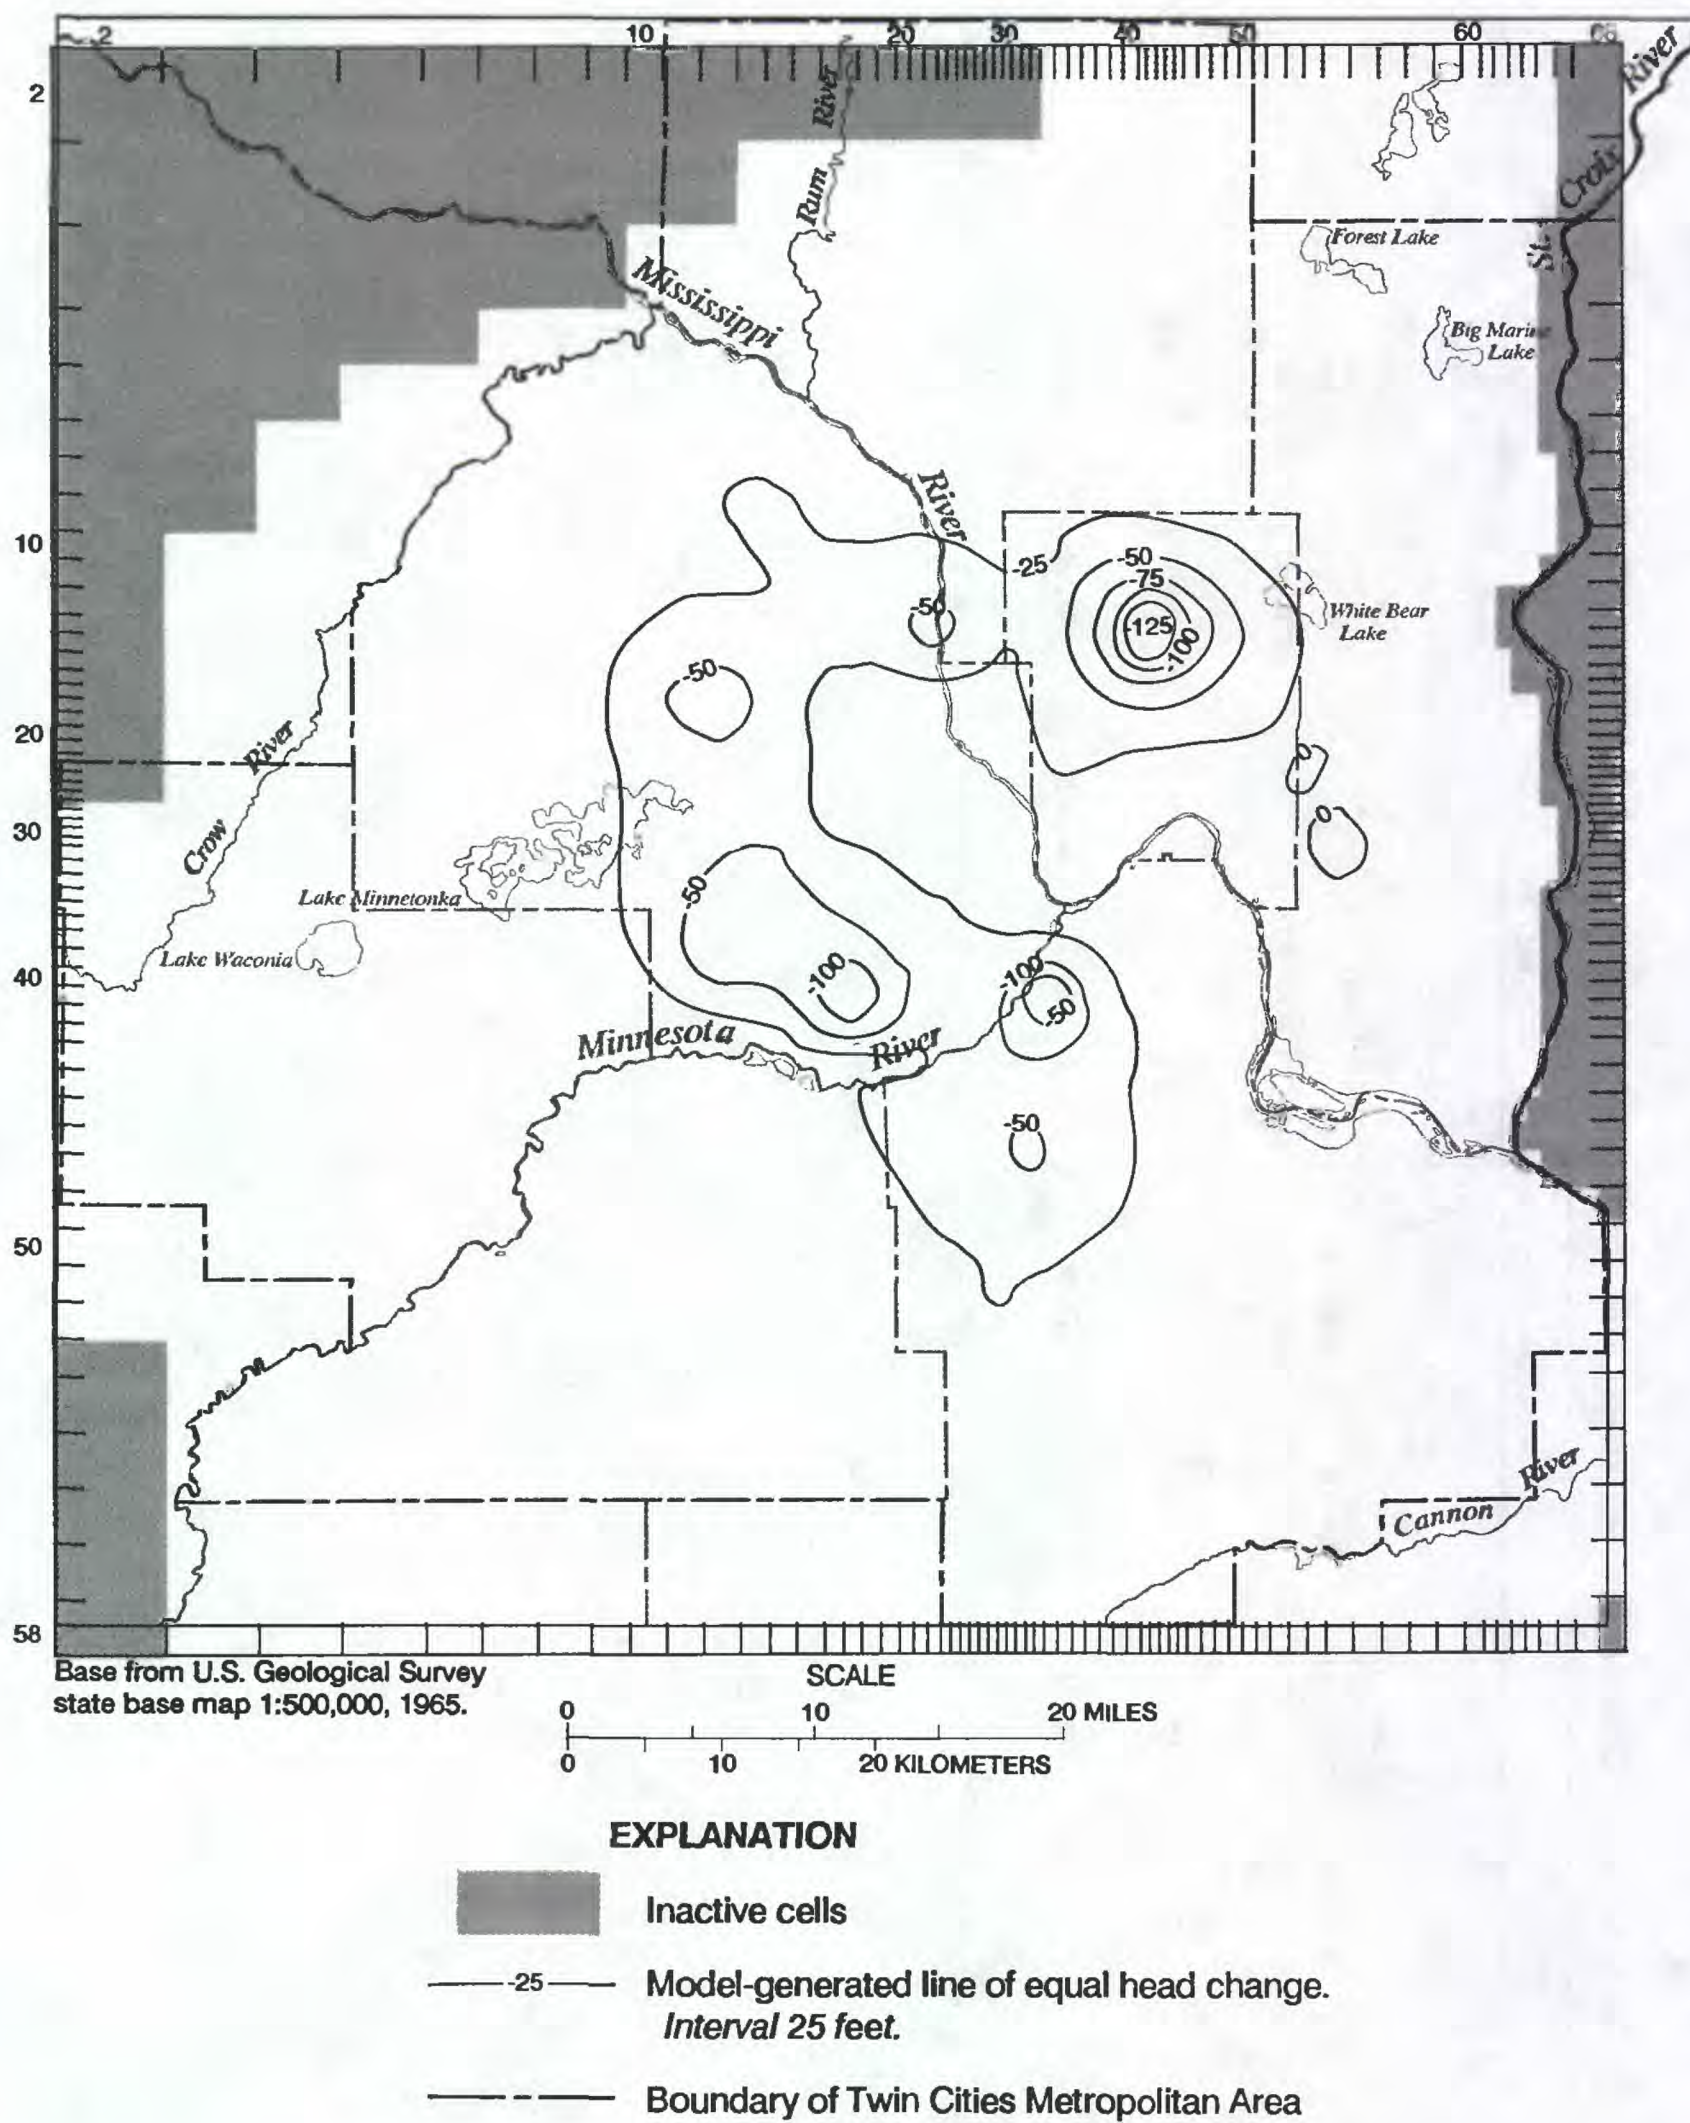 2 10 20 30 40 50 60
2
10
20
30
40
50
58
Rum River
St. Croix River
Mississippi
River
Forest Lake
Big Marine
Lake
-25
-50
-75
-125
-100
-50
White Bear
Lake
-50
0
0
Crow River
Lake Minnetonka
Lake Waconia
-50
-100
-100
-50
Minnesota River
-50
Cannon River
Base from U.S. Geological Survey
state base map 1:500,000, 1965.
SCALE
0 10 20 MILES
0 10 20 KILOMETERS
EXPLANATION
Inactive cells
-25 Model-generated line of equal head change.
Interval 25 feet.
Boundary of Twin Cities Metropolitan Area